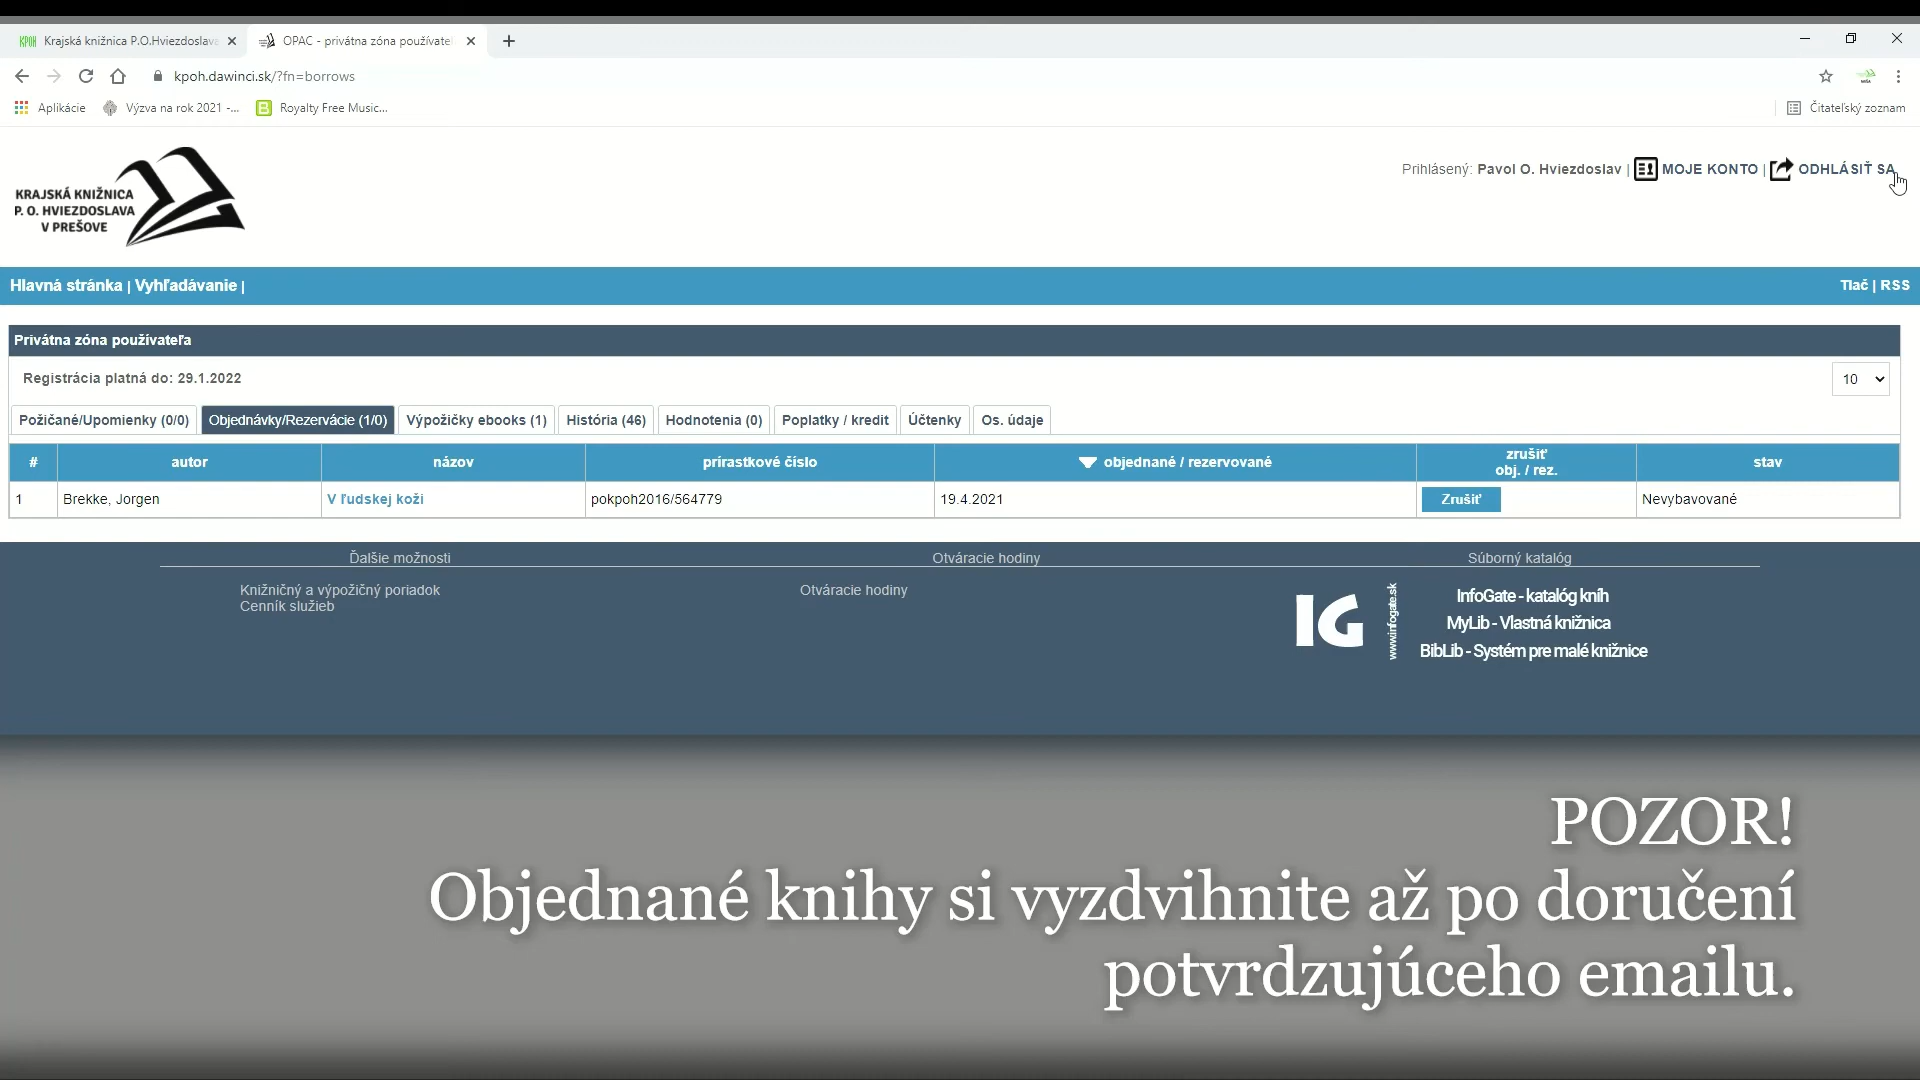 KPOH Krajská knižnica P.O.Hviezdoslava
OPAC - privátna zóna používate
kpoh.dawinci.sk/?fn=borrows
Aplikácie
Výzva na rok 2021 -...
Royalty Free Music...
Čitateľský zoznam
KRAJSKÁ KNIŽNICA
P. O. HVIEZDOSLAVA
V PREŠOVE
Prihlásený: Pavol O. Hviezdoslav | MOJE KONTO | ODHLÁSIŤ SA
Hlavná stránka | Vyhľadávanie |
Tlač | RSS
Privátna zóna používateľa
Registrácia platná do: 29.1.2022
10
Požičané/Upomienky (0/0)
Objednávky/Rezervácie (1/0)
Výpožičky ebooks (1)
História (46)
Hodnotenia (0)
Poplatky / kredit
Účtenky
Os. údaje
# autor názov prírastkové číslo objednané / rezervované zrušiť
obj. / rez. stav
1 Brekke, Jorgen V ľudskej koži pokpoh2016/564779 19.4.2021 Zrušiť Nevybavované
Ďalšie možnosti
Knižničný a výpožičný poriadok
Cenník služieb
Otváracie hodiny
Otváracie hodiny
Súborný katalóg
IG
www.infogate.sk
InfoGate - katalóg kníh
MyLib - Vlastná knižnica
BibLib - Systém pre malé knižnice
POZOR!
Objednané knihy si vyzdvihnite až po doručení
potvrdzujúceho emailu.